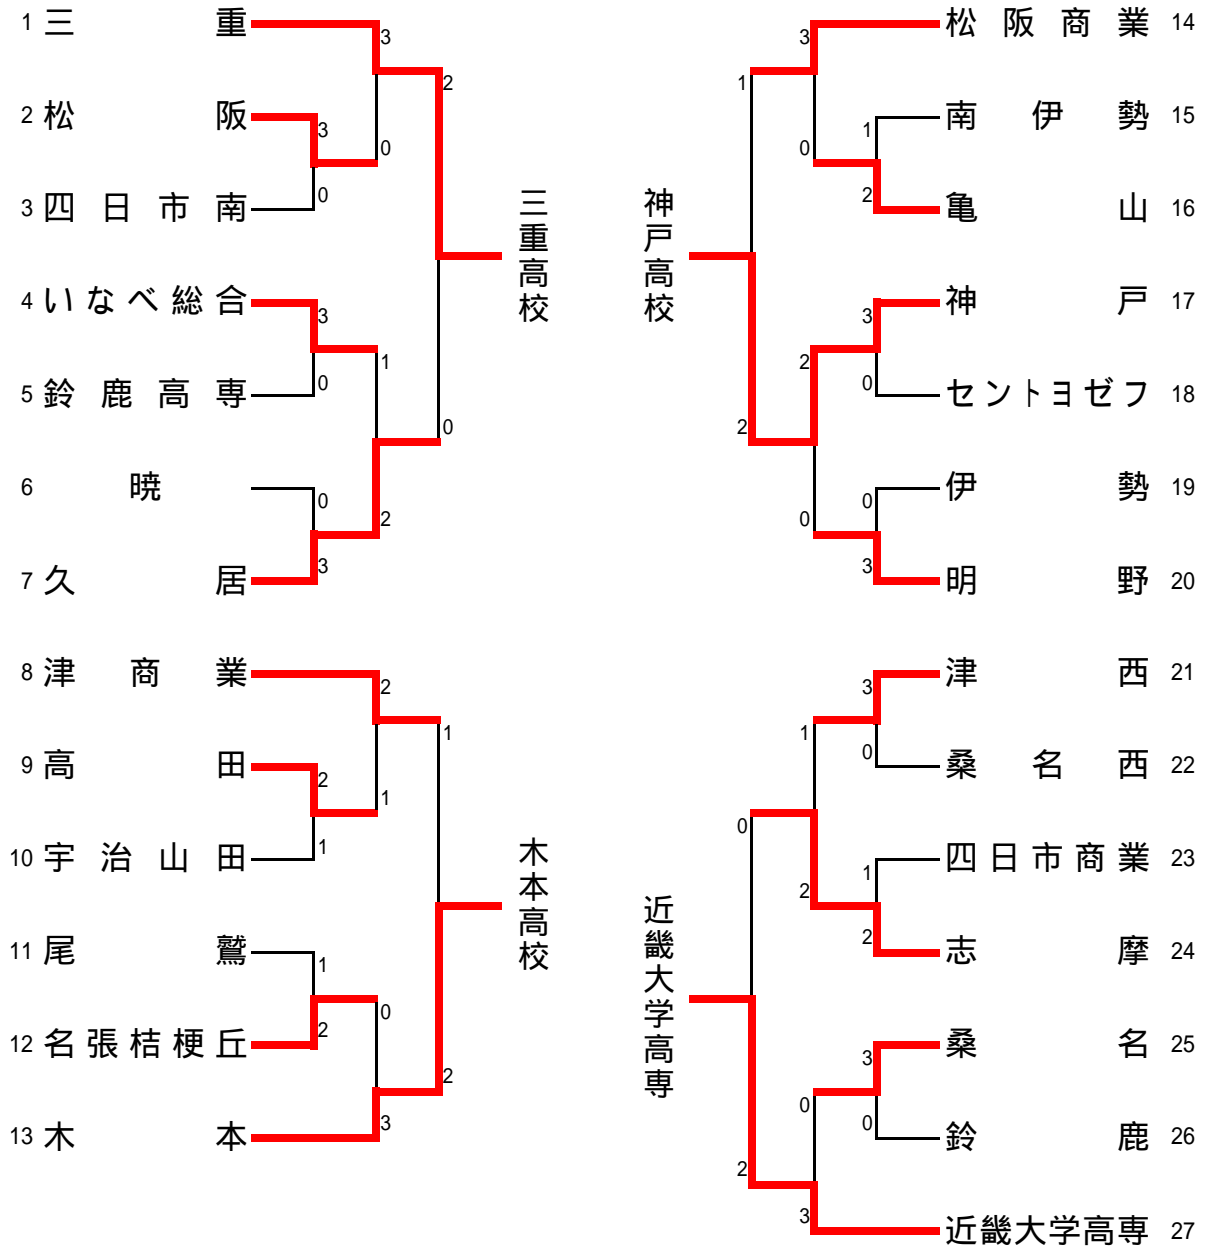 1 三重
3
2
2 松阪
3
0
3 四日市南
0
三重高校
4 いなべ総合
3
1
5 鈴鹿高専
0
0
6 暁
0
2
7 久居
3
8 津商業
2
1
9 高田
2
1
10 宇治山田
1
木本高校
11 尾鷲
1
0
12 名張桔梗丘
2
2
13 木本
3
松阪商業 14
3
1
南伊勢 15
1
0
亀山 16
2
神戸高校
神戸 17
3
2
セントヨゼフ 18
0
2
伊勢 19
0
0
明野 20
3
津西 21
3
1
桑名西 22
0
0
四日市商業 23
1
2
志摩 24
2
近畿大学高専
桑名 25
3
0
鈴鹿 26
0
2
近畿大学高専 27
3